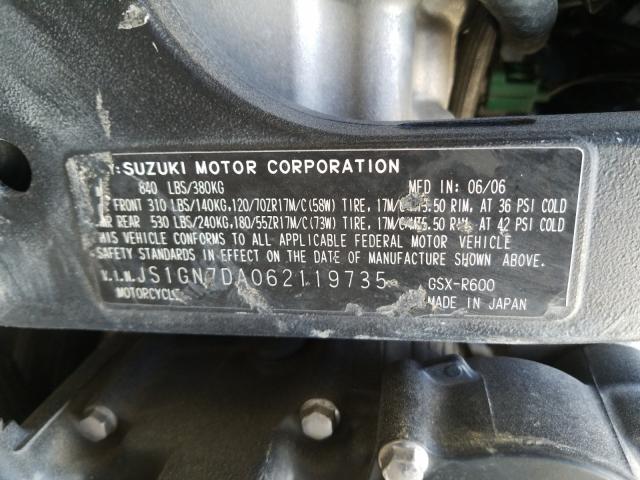 Y: SUZUKI MOTOR CORPORATION
840 LBS/380KG MFD IN: 06/06
FRONT 310 LBS/140KG,120/70ZR17M/C(58W) TIRE, 17M/C 3.50 RIM, AT 36 PSI COLD
REAR 530 LBS/240KG,180/55ZR17M/C(73W) TIRE, 17M/C 5.50 RIM, AT 42 PSI COLD
THIS VEHICLE CONFORMS TO ALL APPLICABLE FEDERAL MOTOR VEHICLE
SAFETY STANDARDS IN EFFECT ON THE DATE OF MANUFACTURE SHOWN ABOVE.
V.I.N. JS1GN7DA062119735 GSX-R600
MOTORCYCLE MADE IN JAPAN